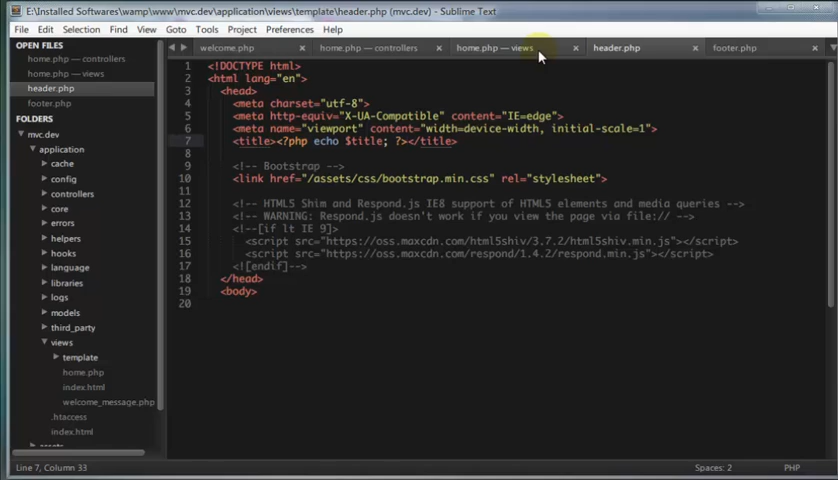 E:\Installed Softwares\wamp\www\mvc.dev\application\views\template\header.php (mvc.dev) - Sublime Text
File Edit Selection Find View Goto Tools Project Preferences Help
OPEN FILES
home.php — controllers
home.php — views
header.php
footer.php
FOLDERS
mvc.dev
application
cache
config
controllers
core
errors
helpers
hooks
language
libraries
logs
models
third_party
views
template
home.php
index.html
welcome_message.php
.htaccess
index.html
welcome.php home.php — controllers home.php — views header.php footer.php
1 <!DOCTYPE html>
2 <html lang="en">
3 <head>
4 <meta charset="utf-8">
5 <meta http-equiv="X-UA-Compatible" content="IE=edge">
6 <meta name="viewport" content="width=device-width, initial-scale=1">
7 <title><?php echo $title; ?></title>
8
9 <!-- Bootstrap -->
10 <link href="/assets/css/bootstrap.min.css" rel="stylesheet">
11
12 <!-- HTML5 Shim and Respond.js IE8 support of HTML5 elements and media queries -->
13 <!-- WARNING: Respond.js doesn't work if you view the page via file:// -->
14 <!--[if lt IE 9]>
15 <script src="https://oss.maxcdn.com/html5shiv/3.7.2/html5shiv.min.js"></script>
16 <script src="https://oss.maxcdn.com/respond/1.4.2/respond.min.js"></script>
17 <![endif]-->
18 </head>
19 <body>
20
Line 7, Column 33 Spaces: 2 PHP